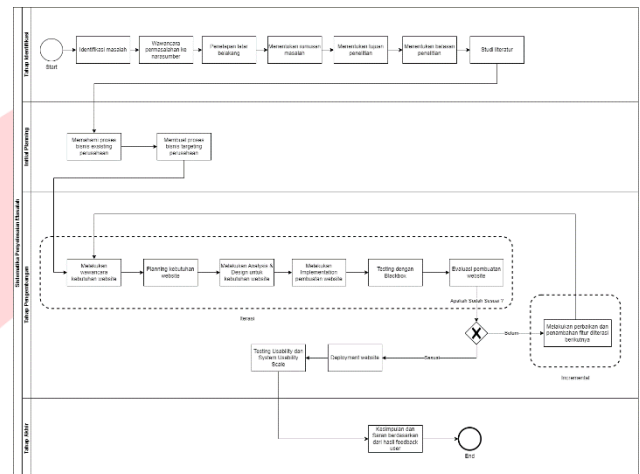 Sistematika Penyelesaian Masalah
Tahap Identifikasi
Start
Identifikasi masalah
Wawancara
permasalahan ke
narasumber
Penetapan latar
belakang
Menentukan rumusan
masalah
Menentukan tujuan
penelitian
Menentukan batasan
penelitian
Studi literatur
Initial Planning
Memahami proses
bisnis exsisting
perusahaan
Membuat proses
bisnis targeting
perusahaan
Tahap Pengembangan
Melakukan
wawancara
kebutuhan website
Planning kebutuhan
website
Melakukan Analysis &
Design untuk
kebutuhan website
Melakukan
Implementation
pembuatan website
Testing dengan
Blackbox
Evaluasi pembuatan
website
Iterasi
Apakah Sudah Sesuai ?
Belum
Melakukan perbaikan dan
penambahan fitur diiterasi
berikutnya
Incremental
Sesuai
Deployment website
Testing Usability dan
System Usability
Scale
Tahap Akhir
Kesimpulan dan
Saran berdasarkan
dari hasil feedback
user
End